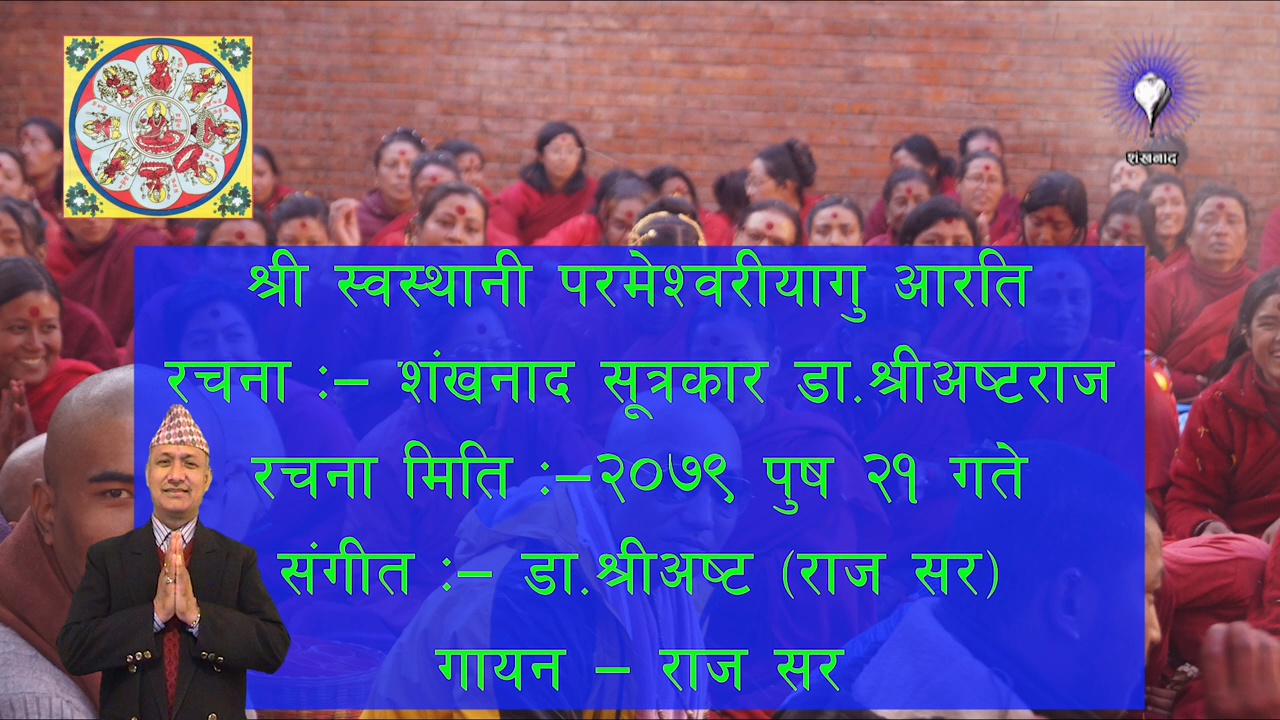 शंखनाद
श्री स्वस्थानी परमेश्वरीयागु आरति
रचना :– शंखनाद सूत्रकार डा.श्रीअष्टराज
रचना मिति :–२०७९ पुष २१ गते
संगीत :– डा.श्रीअष्ट (राज सर)
गायन – राज सर